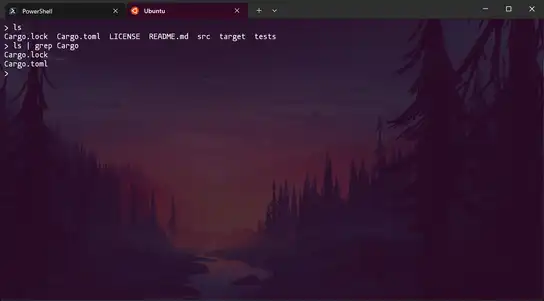 PowerShell
Ubuntu
> ls
Cargo.lock  Cargo.toml  LICENSE  README.md  src  target  tests
> ls | grep Cargo
Cargo.lock
Cargo.toml
>